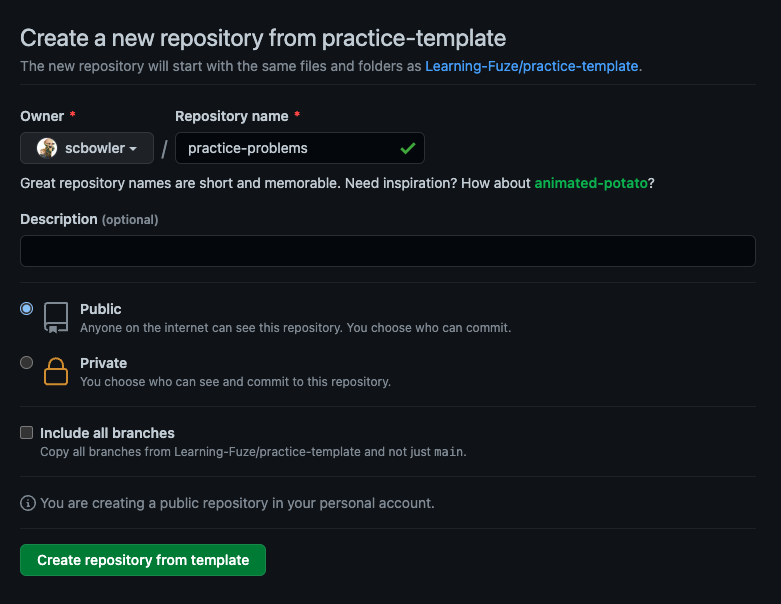 Create a new repository from practice-template
The new repository will start with the same files and folders as Learning-Fuze/practice-template.
Owner * Repository name *
scbowler / practice-problems
Great repository names are short and memorable. Need inspiration? How about animated-potato?
Description (optional)
Public
Anyone on the internet can see this repository. You choose who can commit.
Private
You choose who can see and commit to this repository.
Include all branches
Copy all branches from Learning-Fuze/practice-template and not just main.
You are creating a public repository in your personal account.
Create repository from template